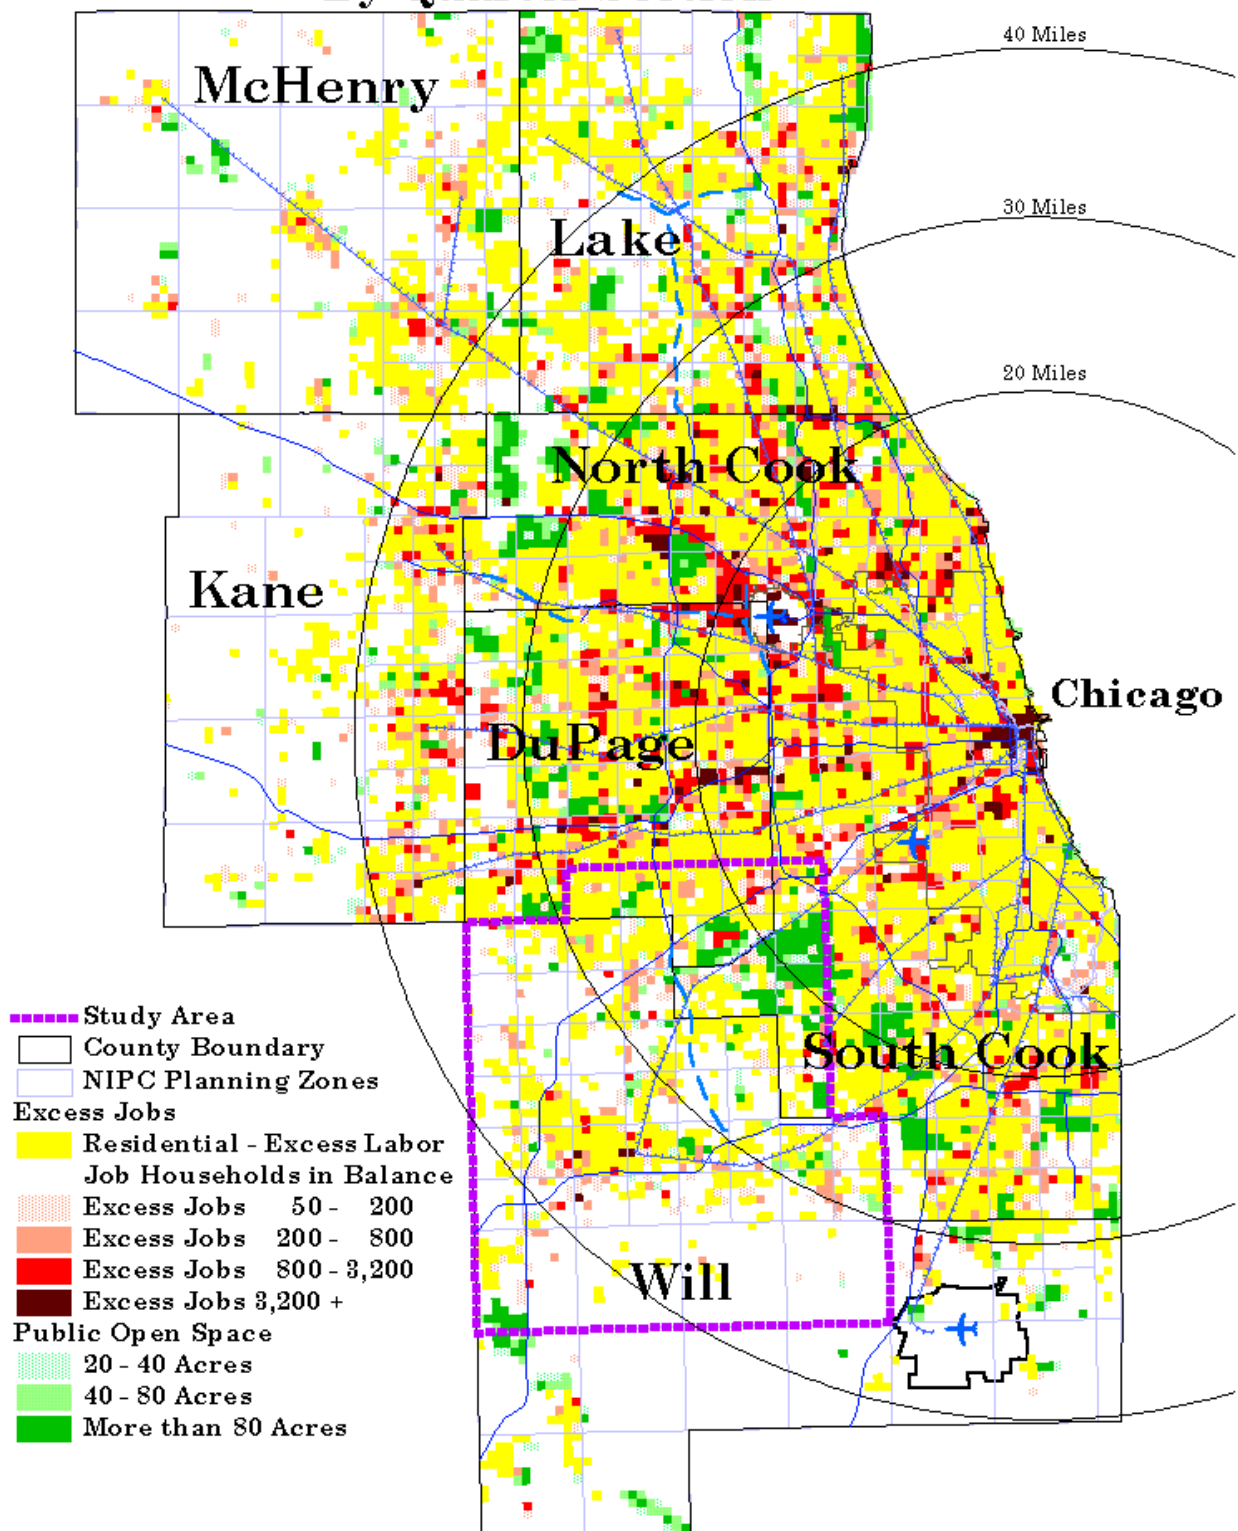 By Quarter Section
40 Miles
McHenry
30 Miles
Lake
20 Miles
North Cook
Kane
Chicago
DuPage
Study Area
County Boundary
South Cook
NIPC Planning Zones
Excess Jobs
Residential - Excess Labor
Job Households in Balance
Excess Jobs 50 - 200
Excess Jobs 200 - 800
Excess Jobs 800 - 3,200
Will
Excess Jobs 3,200 +
Public Open Space
20 - 40 Acres
40 - 80 Acres
More than 80 Acres